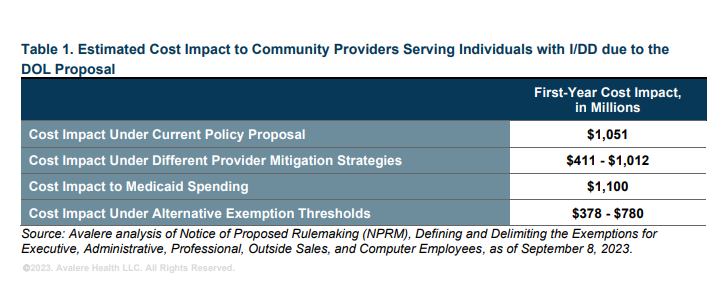 Table 1. Estimated Cost Impact to Community Providers Serving Individuals with I/DD due to the
DOL Proposal
First-Year Cost Impact,
in Millions
Cost Impact Under Current Policy Proposal $1,051
Cost Impact Under Different Provider Mitigation Strategies $411 - $1,012
Cost Impact to Medicaid Spending $1,100
Cost Impact Under Alternative Exemption Thresholds $378 - $780
Source: Avalere analysis of Notice of Proposed Rulemaking (NPRM), Defining and Delimiting the Exemptions for
Executive, Administrative, Professional, Outside Sales, and Computer Employees, as of September 8, 2023.
©2023. Avalere Health LLC. All Rights Reserved.